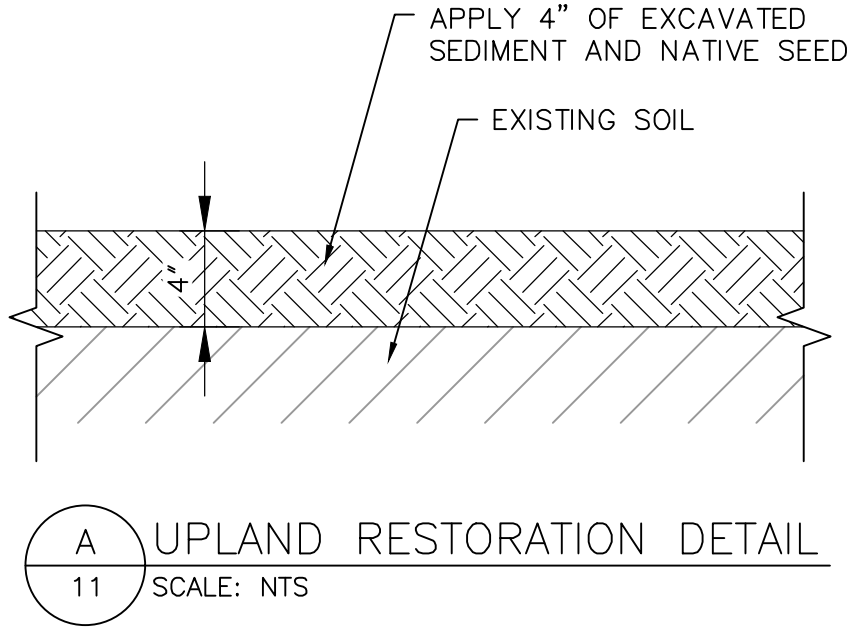 APPLY 4” OF EXCAVATED
SEDIMENT AND NATIVE SEED
EXISTING SOIL
4"
A
11
UPLAND RESTORATION DETAIL
SCALE: NTS